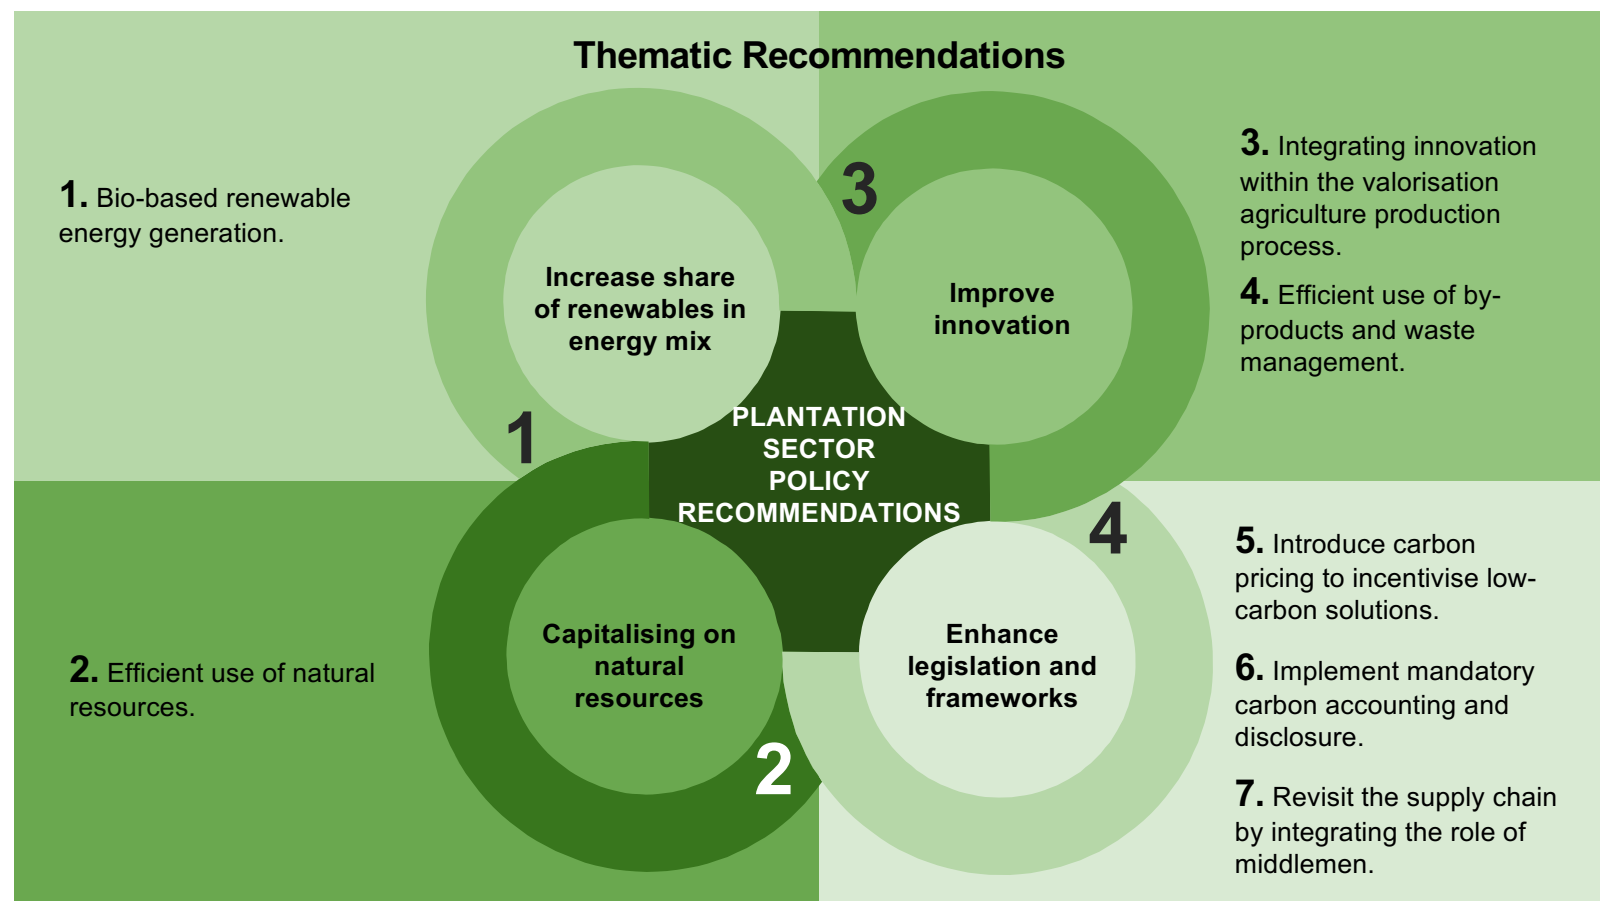 Thematic Recommendations
1. Bio-based renewable
energy generation.
Increase share
of renewables in
energy mix
1
2. Efficient use of natural
resources.
Capitalising on
natural
resources
2
PLANTATION
SECTOR
POLICY
RECOMMENDATIONS
3
Improve
innovation
3. Integrating innovation
within the valorisation
agriculture production
process.
4. Efficient use of by-
products and waste
management.
4
Enhance
legislation and
frameworks
5. Introduce carbon
pricing to incentivise low-
carbon solutions.
6. Implement mandatory
carbon accounting and
disclosure.
7. Revisit the supply chain
by integrating the role of
middlemen.